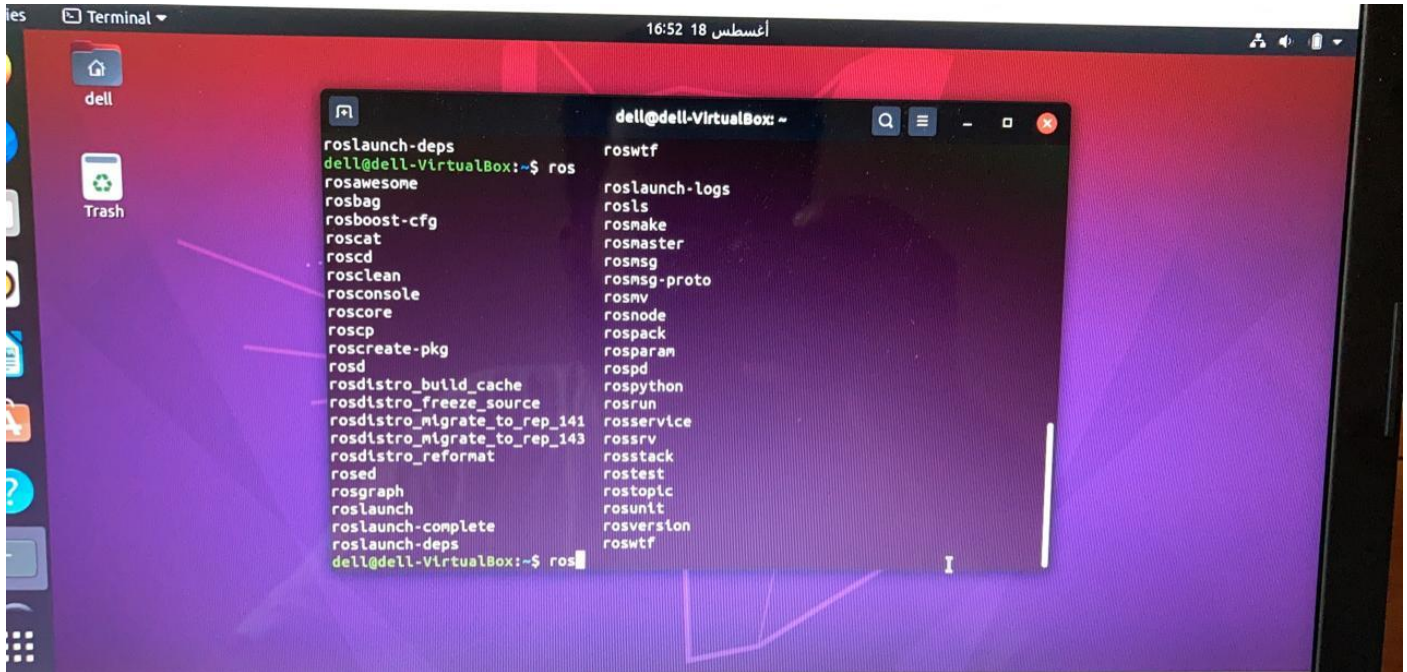 ies
Terminal
16:52 18 أغسطس
dell
Trash
dell@dell-VirtualBox: ~
roslaunch-deps roswtf
dell@dell-VirtualBox:~$ ros
rosawesome roslaunch-logs
rosbag rosls
rosboost-cfg rosmake
roscat rosmaster
roscd rosmsg
rosclean rosmsg-proto
rosconsole rosmv
roscore rosnode
roscp rospack
roscreate-pkg rosparam
rosd rospd
rosdistro_build_cache rospython
rosdistro_freeze_source rosrun
rosdistro_migrate_to_rep_141 rosservice
rosdistro_migrate_to_rep_143 rossrv
rosdistro_reformat rosstack
rosed rostest
rosgraph rostopic
roslaunch rosunit
roslaunch-complete rosversion
roslaunch-deps roswtf
dell@dell-VirtualBox:~$ ros